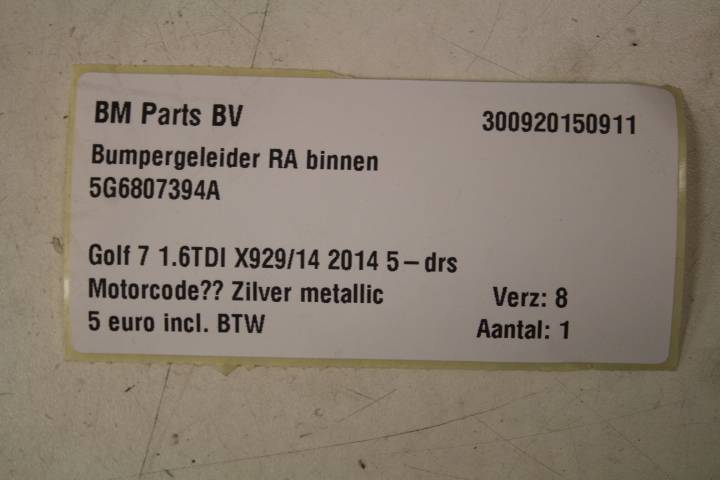 BM Parts BV 300920150911
Bumpergeleider RA binnen
5G6807394A
Golf 7 1.6TDI X929/14 2014 5-drs
Motorcode?? Zilver metallic Verz: 8
5 euro incl. BTW Aantal: 1